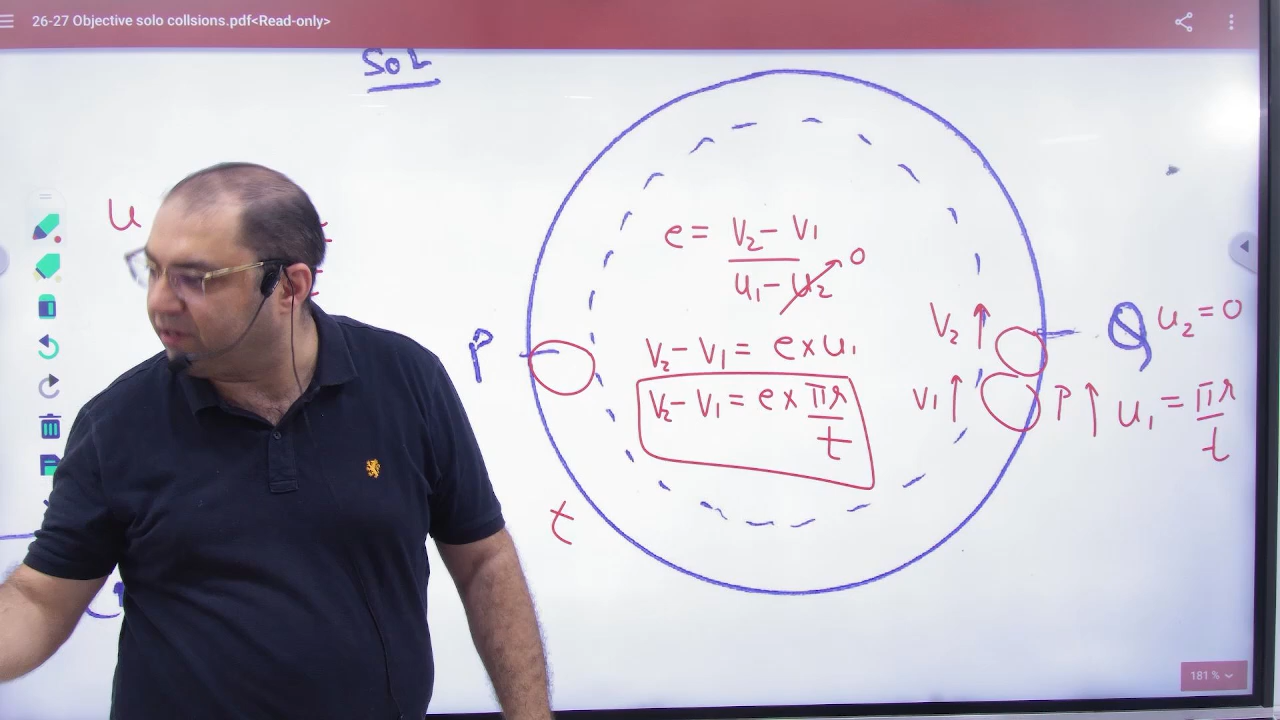 26-27 Objective solo collsions.pdf<Read-only>
Sol
u
e = V₂ - V₁ / u₁ - u₂ → 0
V₂ - V₁ = e × u₁
V₂ - V₁ = e × πr / t
P
t
V₂ ↑
Q u₂ = 0
V₁ ↑
P ↑ u₁ = πr / t
181 %